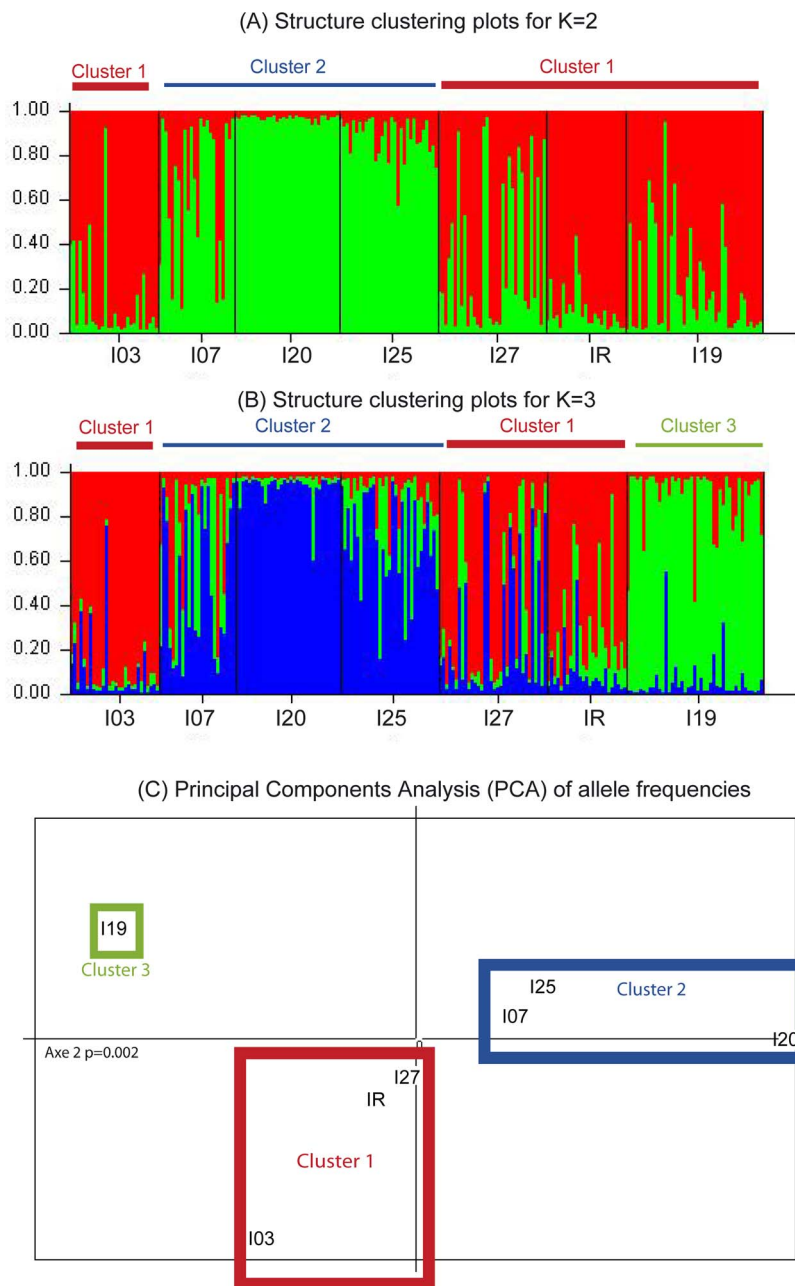 (A) Structure clustering plots for K=2
Cluster 1 Cluster 2 Cluster 1
1.00
0.80
0.60
0.40
0.20
0.00
I03 I07 I20 I25 I27 IR I19
(B) Structure clustering plots for K=3
Cluster 1 Cluster 2 Cluster 1 Cluster 3
1.00
0.80
0.60
0.40
0.20
0.00
I03 I07 I20 I25 I27 IR I19
(C) Principal Components Analysis (PCA) of allele frequencies
I19
Cluster 3
I25 Cluster 2
I07
I20
Axe 2 p=0.002 0
I27
IR
Cluster 1
I03